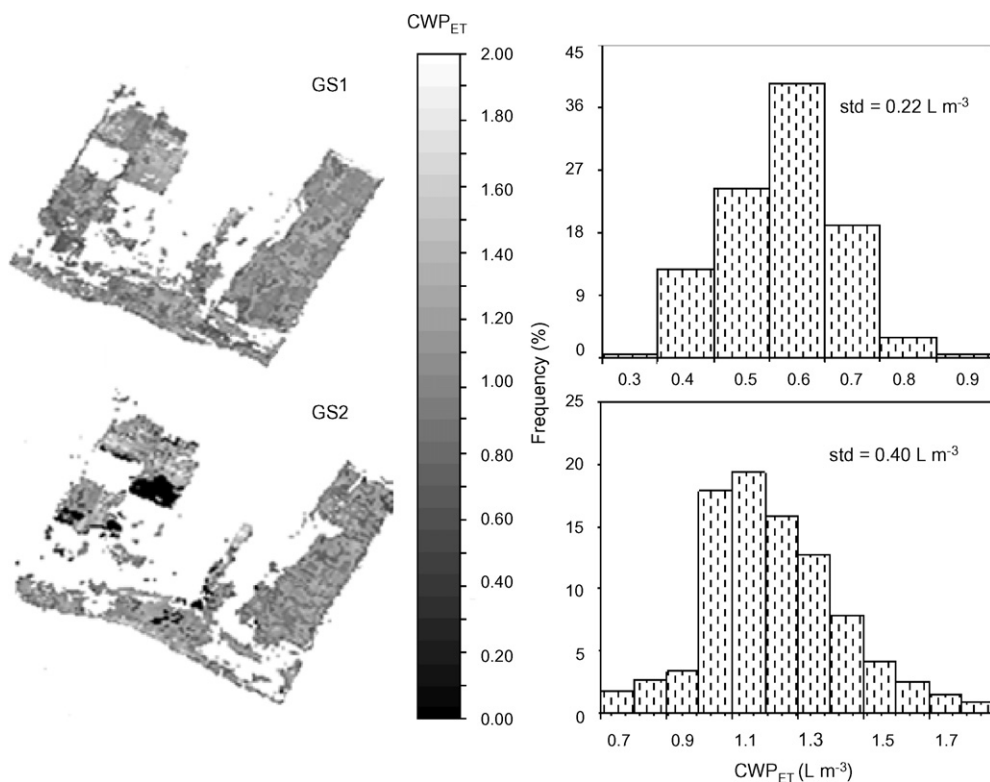 CWP_ET
2.00
1.80
1.60
1.40
1.20
1.00
0.80
0.60
0.40
0.20
0.00
GS1
GS2
Frequency (%)
45
36
27
18
9
0
std = 0.22 L m⁻³
0.3 0.4 0.5 0.6 0.7 0.8 0.9
25
20
15
10
5
0
std = 0.40 L m⁻³
0.7 0.9 1.1 1.3 1.5 1.7
CWP_ET (L m⁻³)